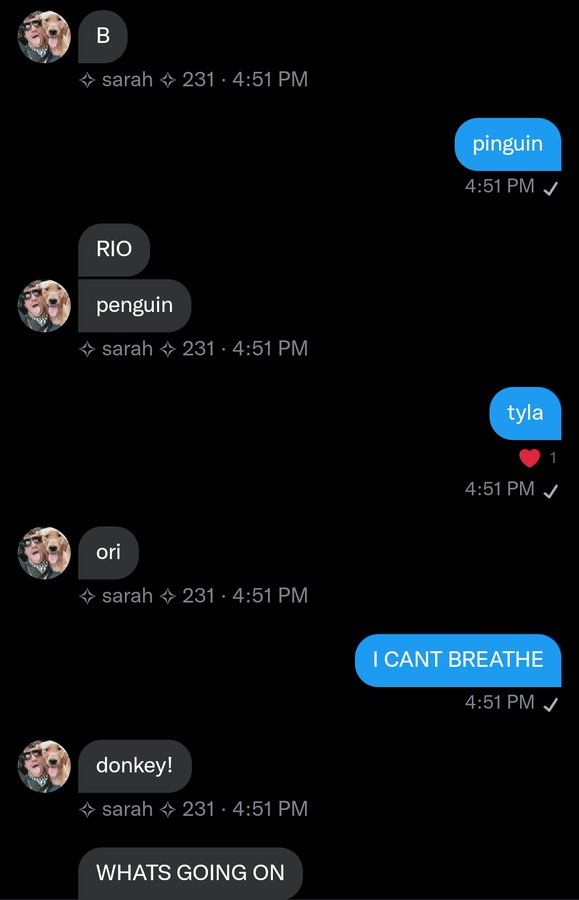 B
✧ sarah ✧ 231 · 4:51 PM
pinguin
4:51 PM ✓
RIO
penguin
✧ sarah ✧ 231 · 4:51 PM
tyla
❤️ 1
4:51 PM ✓
ori
✧ sarah ✧ 231 · 4:51 PM
I CANT BREATHE
4:51 PM ✓
donkey!
✧ sarah ✧ 231 · 4:51 PM
WHATS GOING ON